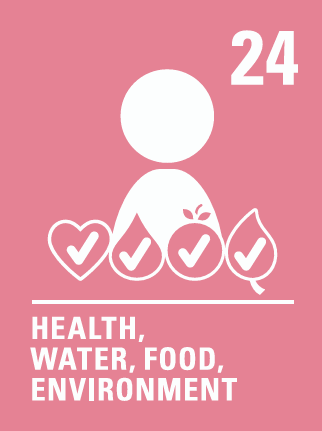 24
HEALTH,
WATER, FOOD,
ENVIRONMENT